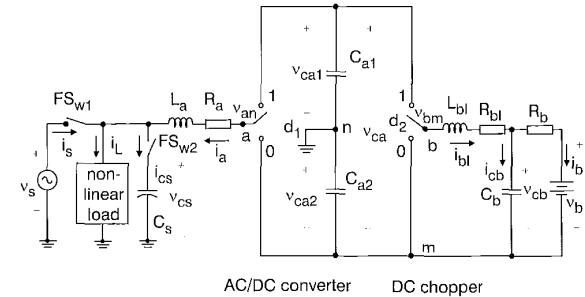 FSw1
is
vs
+
−
iL
non-
linear
load
FSw2
+
ics
vcs
−
Cs
La
Ra
van
a
ia
1
d1
0
+
vca1
−
Ca1
n
+
vca2
−
Ca2
+
vca
−
1
d2
0
vbm
b
Lbl
ibl
Rbl
icb
Cb
+
vcb
−
Rb
ib
+
vb
−
m
AC/DC converter
DC chopper